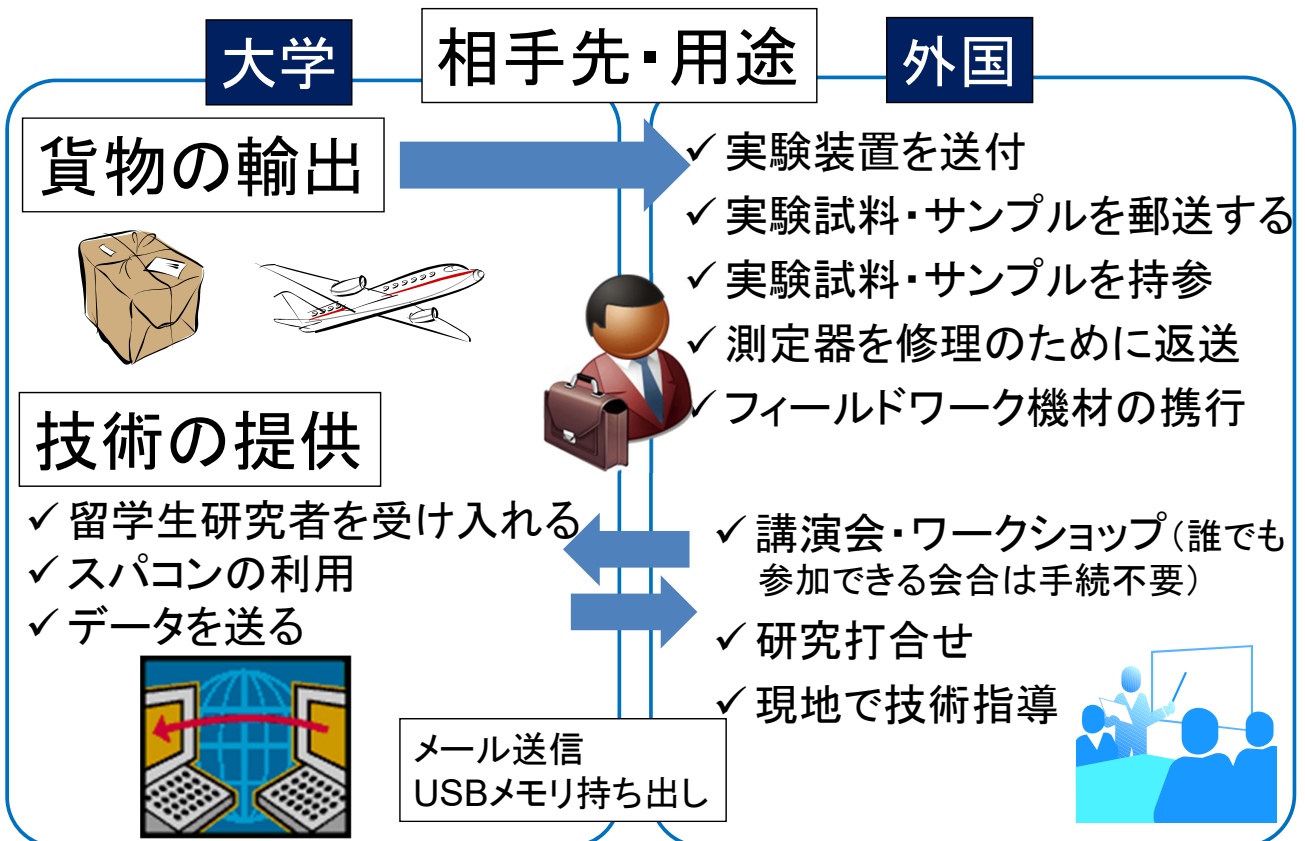 大学
相手先・用途
外国
貨物の輸出
✓ 実験装置を送付
✓ 実験試料・サンプルを郵送する
✓ 実験試料・サンプルを持参
✓ 測定器を修理のために返送
✓ フィールドワーク機材の携行
技術の提供
✓ 留学生研究者を受け入れる
✓ スパコンの利用
✓ データを送る
✓ 講演会・ワークショップ（誰でも
参加できる会合は手続不要）
✓ 研究打合せ
✓ 現地で技術指導
メール送信
USBメモリ持ち出し